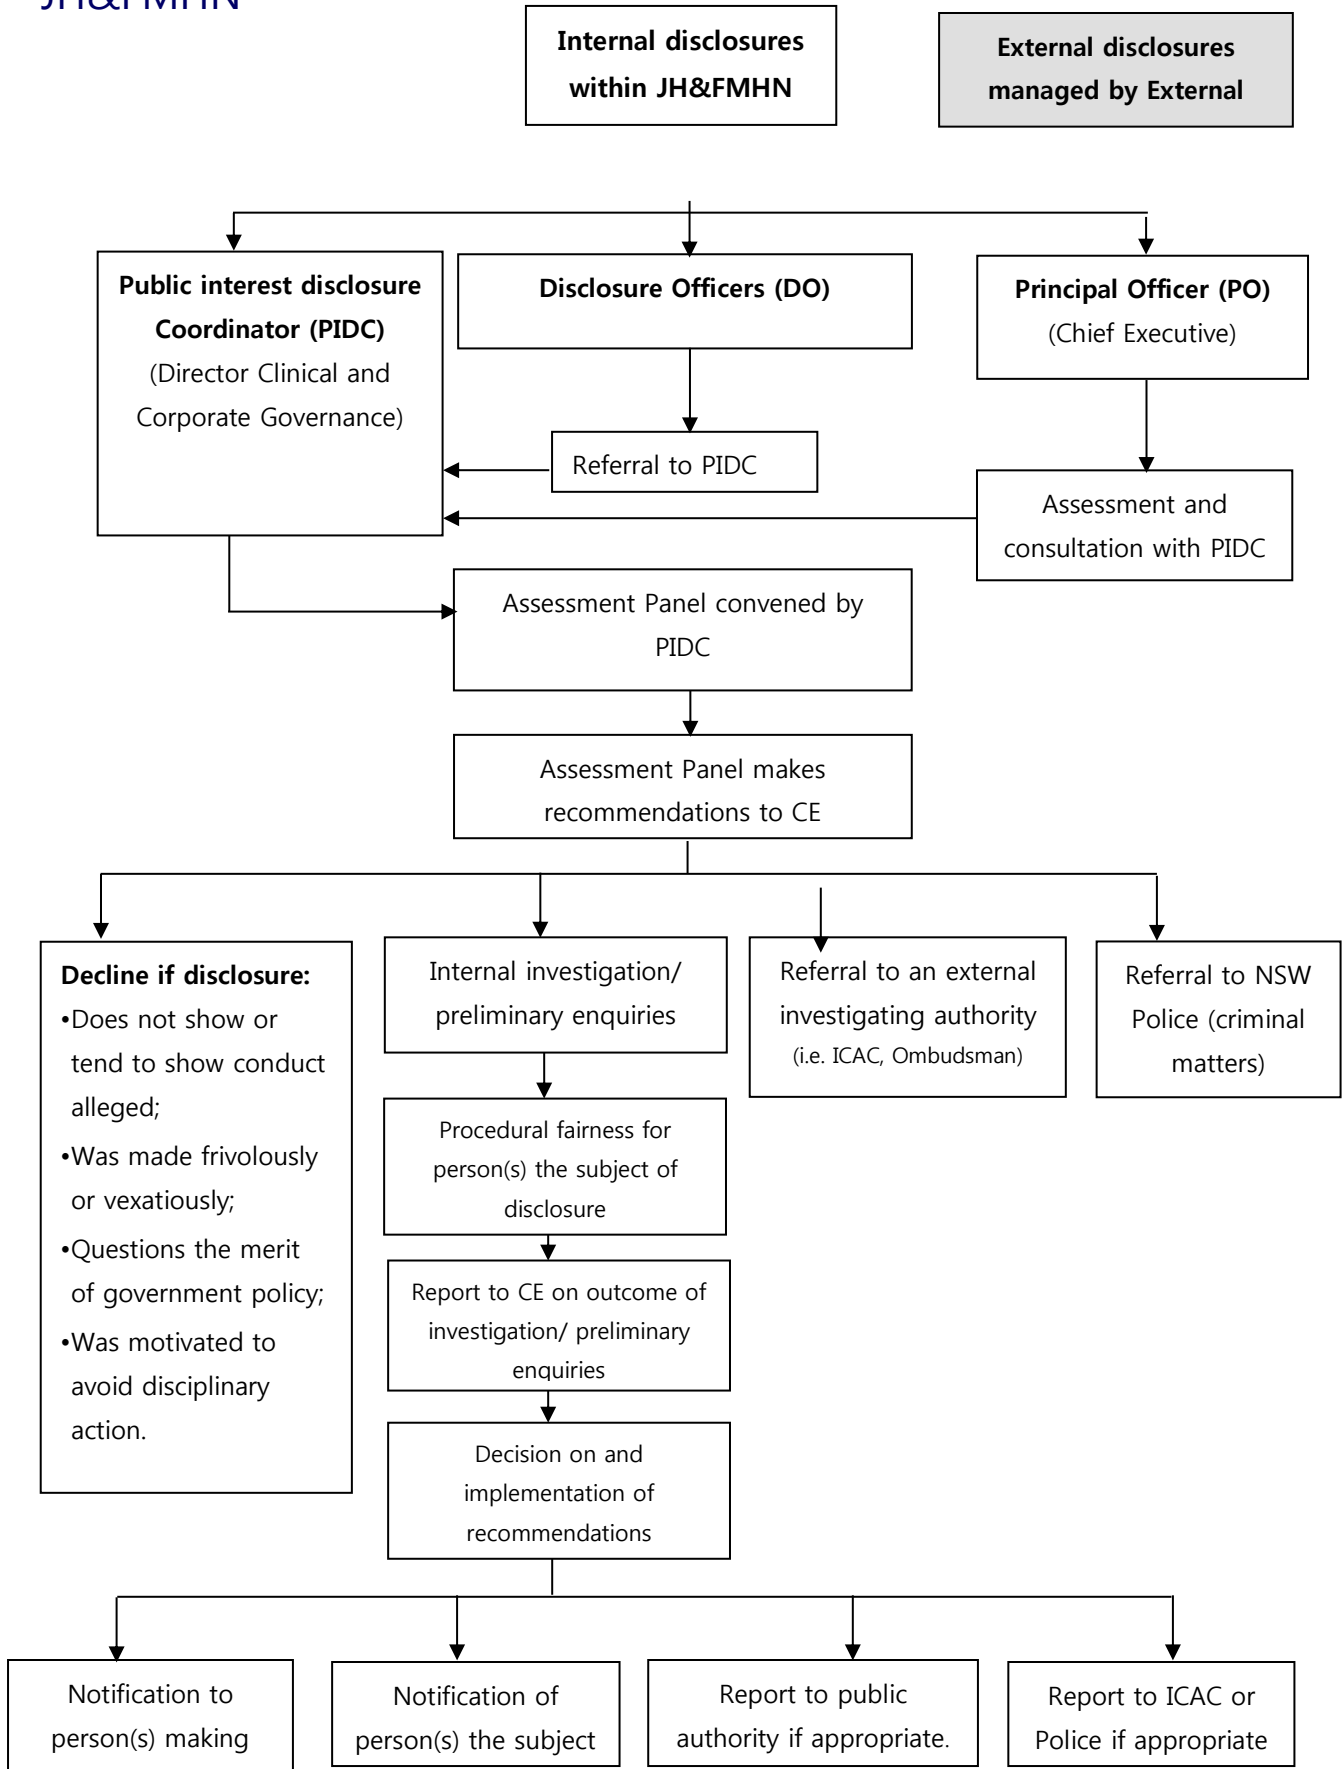 JH&FMHN
Internal disclosures
within JH&FMHN
External disclosures
managed by External
Public interest disclosure
Coordinator (PIDC)
(Director Clinical and
Corporate Governance)
Disclosure Officers (DO)
Principal Officer (PO)
(Chief Executive)
Referral to PIDC
Assessment and
consultation with PIDC
Assessment Panel convened by
PIDC
Assessment Panel makes
recommendations to CE
Decline if disclosure:
•Does not show or
tend to show conduct
alleged;
•Was made frivolously
or vexatiously;
•Questions the merit
of government policy;
•Was motivated to
avoid disciplinary
action.
Internal investigation/
preliminary enquiries
Referral to an external
investigating authority
(i.e. ICAC, Ombudsman)
Referral to NSW
Police (criminal
matters)
Procedural fairness for
person(s) the subject of
disclosure
Report to CE on outcome of
investigation/ preliminary
enquiries
Decision on and
implementation of
recommendations
Notification to
person(s) making
Notification of
person(s) the subject
Report to public
authority if appropriate.
Report to ICAC or
Police if appropriate